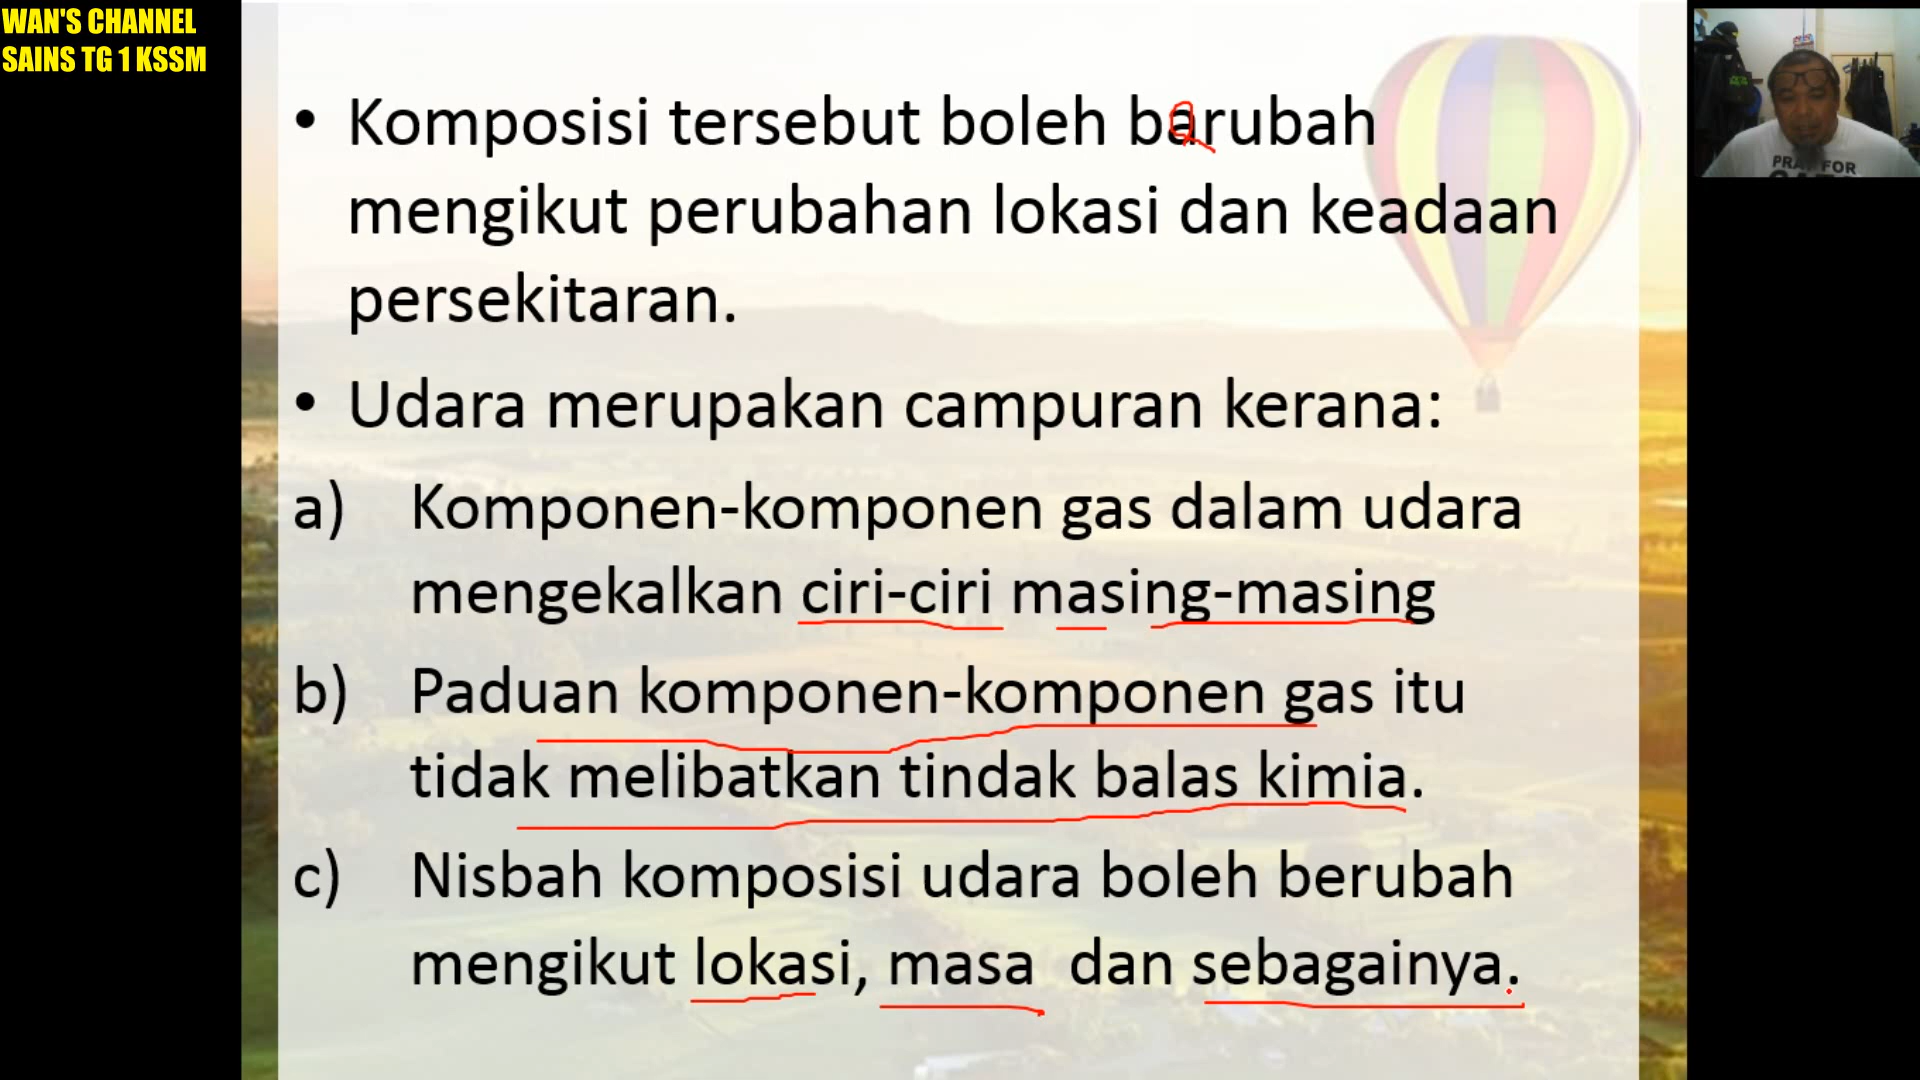 WAN'S CHANNEL
SAINS TG 1 KSSM
• Komposisi tersebut boleh barubah
mengikut perubahan lokasi dan keadaan
persekitaran.
• Udara merupakan campuran kerana:
a) Komponen-komponen gas dalam udara
mengekalkan ciri-ciri masing-masing
b) Paduan komponen-komponen gas itu
tidak melibatkan tindak balas kimia.
c) Nisbah komposisi udara boleh berubah
mengikut lokasi, masa dan sebagainya.
PRAY FOR